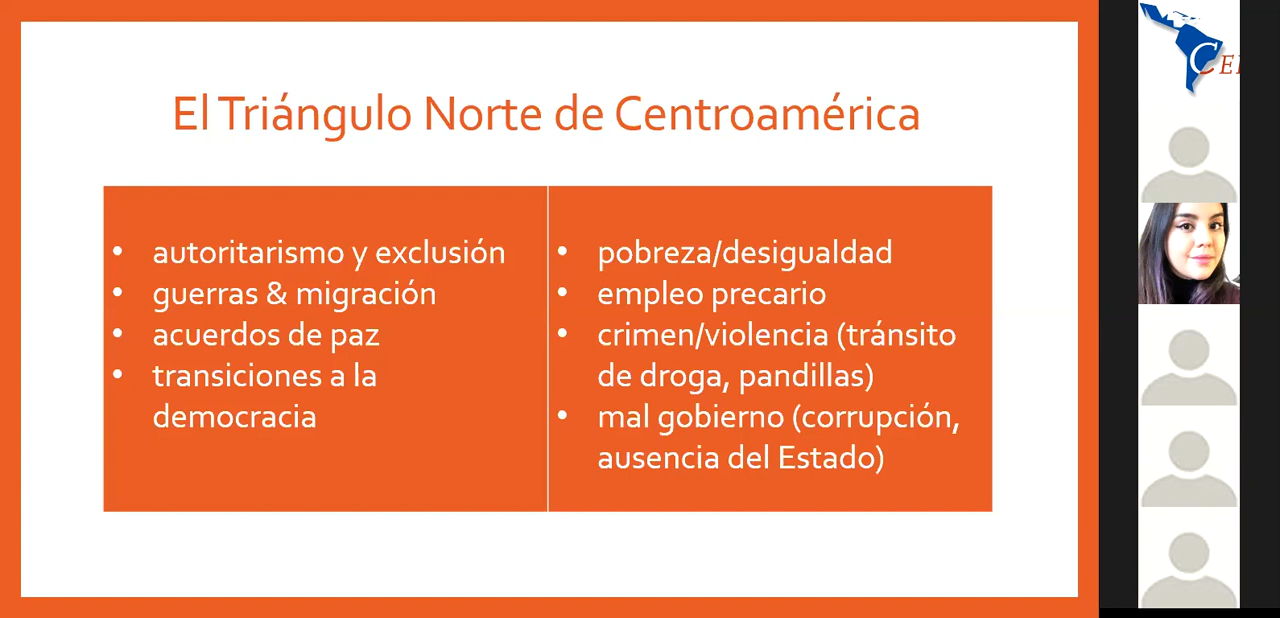 El Triángulo Norte de Centroamérica
• autoritarismo y exclusión
• guerras & migración
• acuerdos de paz
• transiciones a la
democracia
• pobreza/desigualdad
• empleo precario
• crimen/violencia (tránsito
de droga, pandillas)
• mal gobierno (corrupción,
ausencia del Estado)